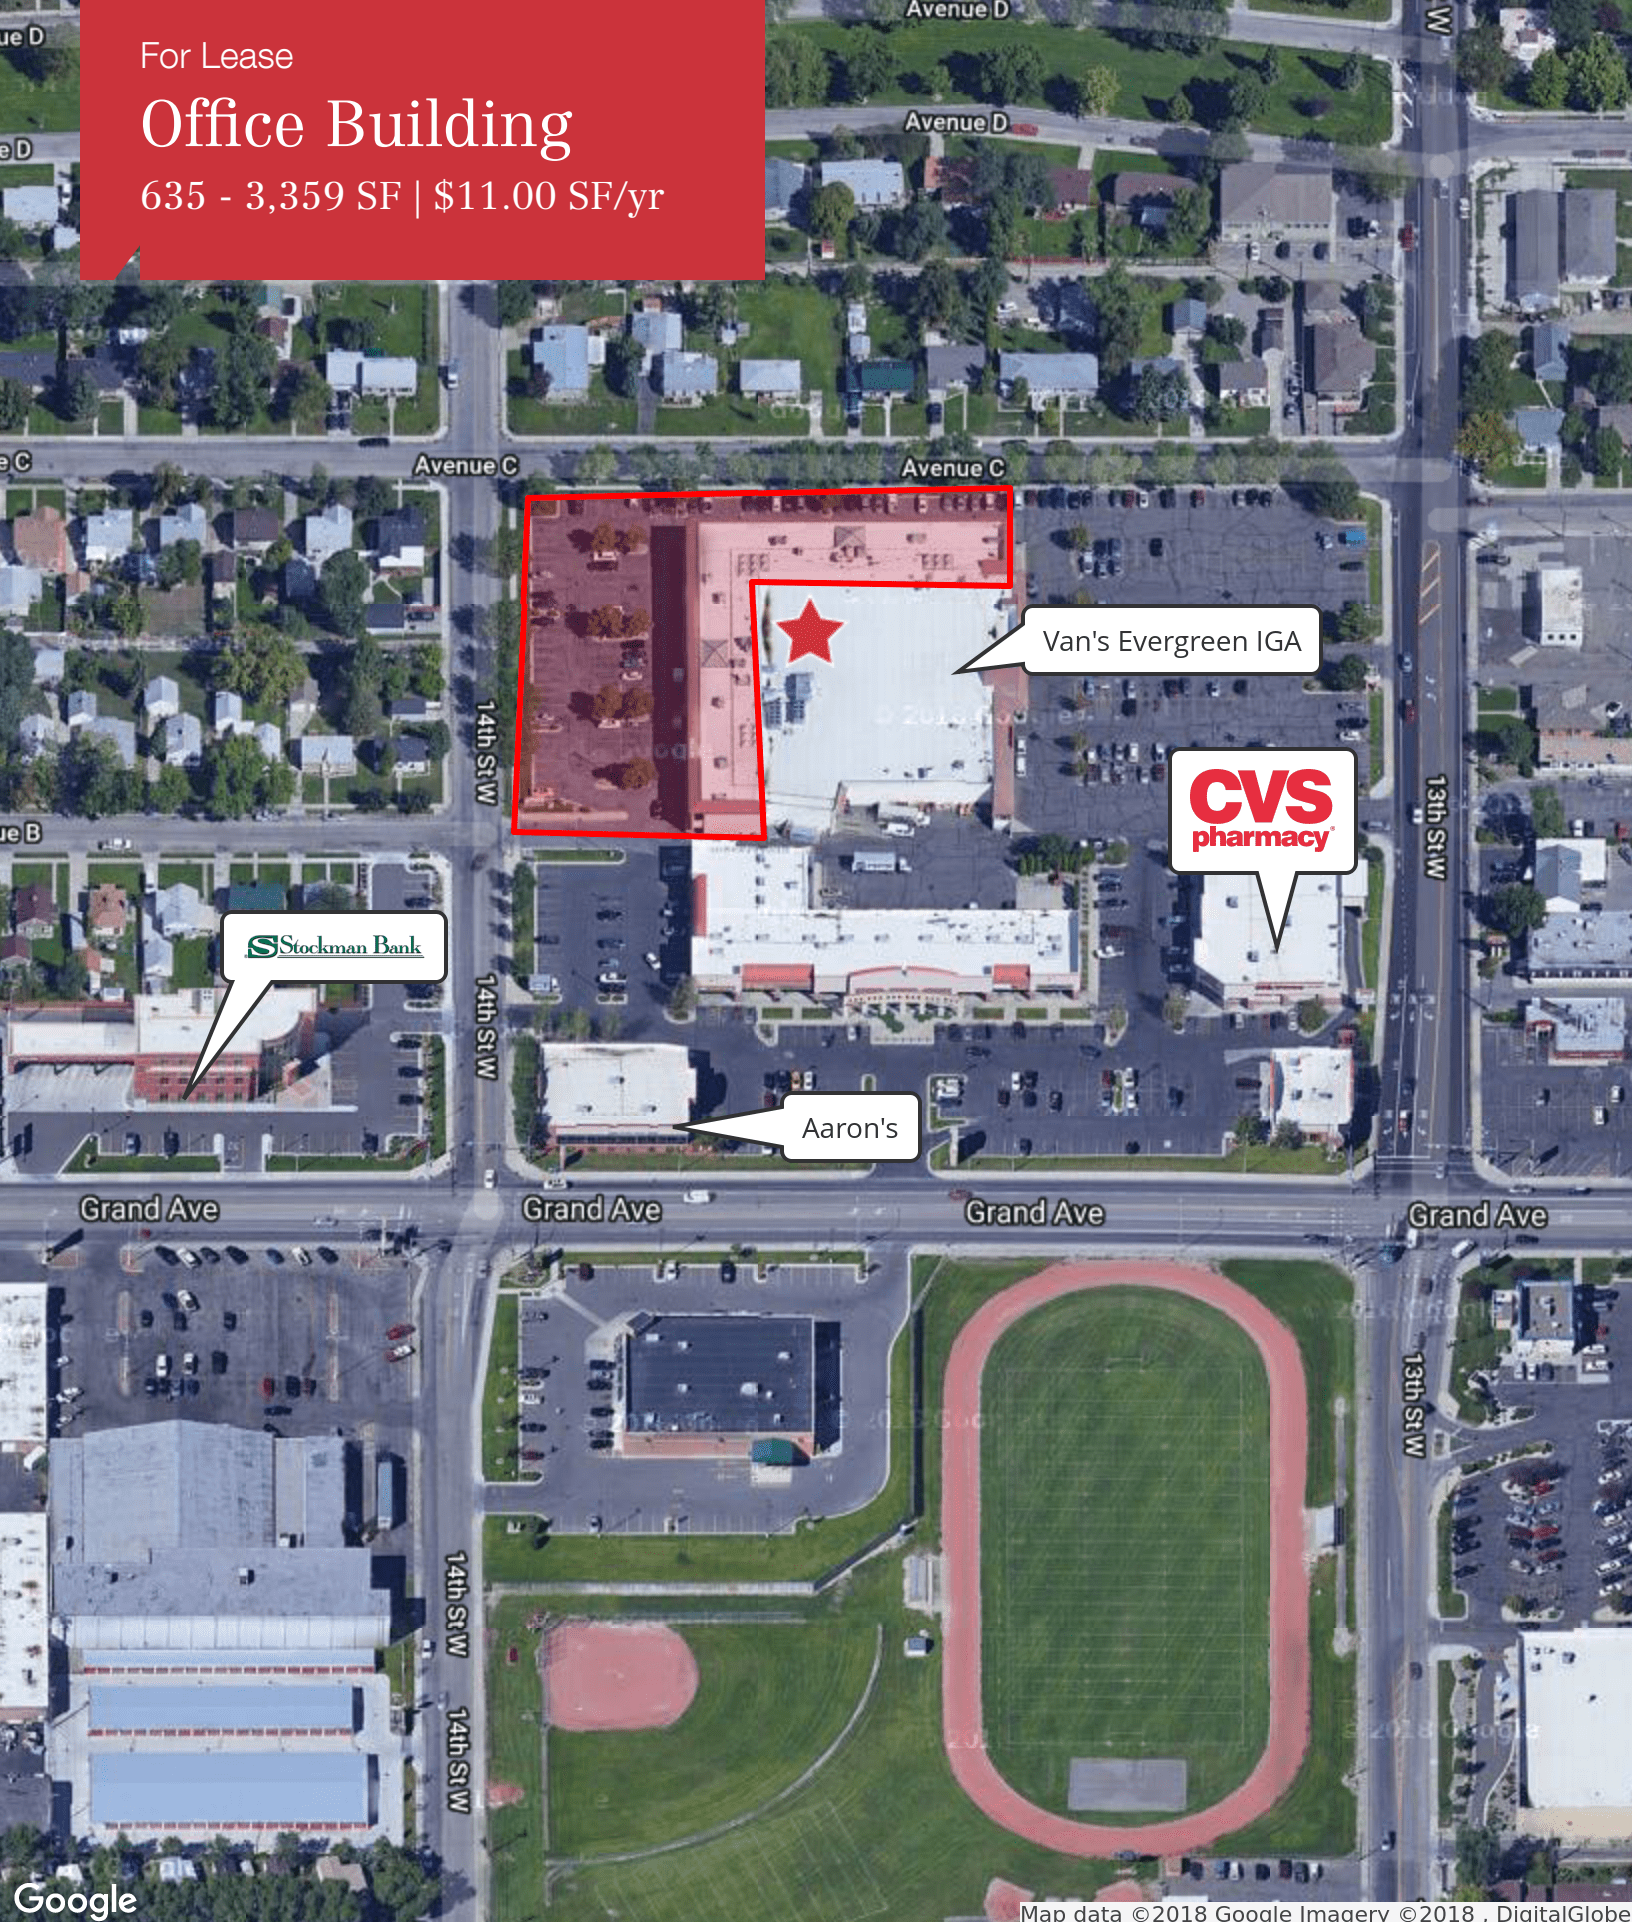 Avenue D
ue D
W
For Lease
Office Building
635 - 3,359 SF | $11.00 SF/yr
Avenue D
e D
e C
Avenue C
Avenue C
Van's Evergreen IGA
14th St W
13th St W
CVS
pharmacy
ue B
Stockman Bank
14th St W
Aaron's
Grand Ave
Grand Ave
Grand Ave
Grand Ave
13th St W
14th St W
14th St W
Google
Map data ©2018 Google Imagery ©2018 , DigitalGlobe